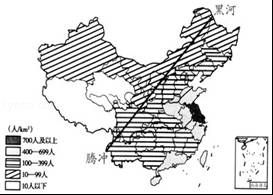 黑河
(人/km²)
700人及以上
400—699人
100—399人
10—99人
10人以下
腾冲